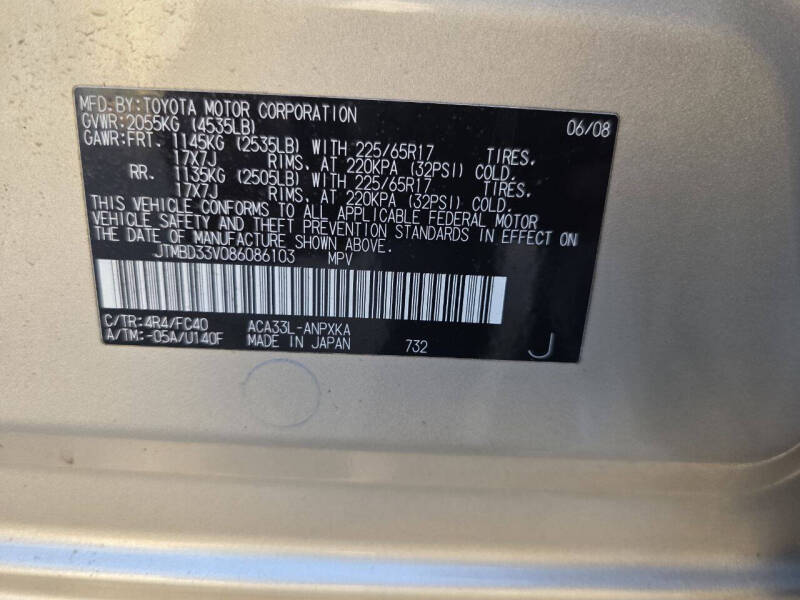 MFD. BY: TOYOTA MOTOR CORPORATION 06/08
GVWR: 2055KG (4535LB)
GAWR: FRT. 1145KG (2535LB) WITH 225/65R17 TIRES.
17X7J RIMS, AT 220KPA (32PSI) COLD.
RR. 1135KG (2505LB) WITH 225/65R17 TIRES.
17X7J RIMS, AT 220KPA (32PSI) COLD.
THIS VEHICLE CONFORMS TO ALL APPLICABLE FEDERAL MOTOR
VEHICLE SAFETY AND THEFT PREVENTION STANDARDS IN EFFECT ON
THE DATE OF MANUFACTURE SHOWN ABOVE.
JTMBD33V086086103 MPV
C/TR: 4R4/FC40 ACA33L-ANPXKA
A/TM: -05A/U140F MADE IN JAPAN 732 J